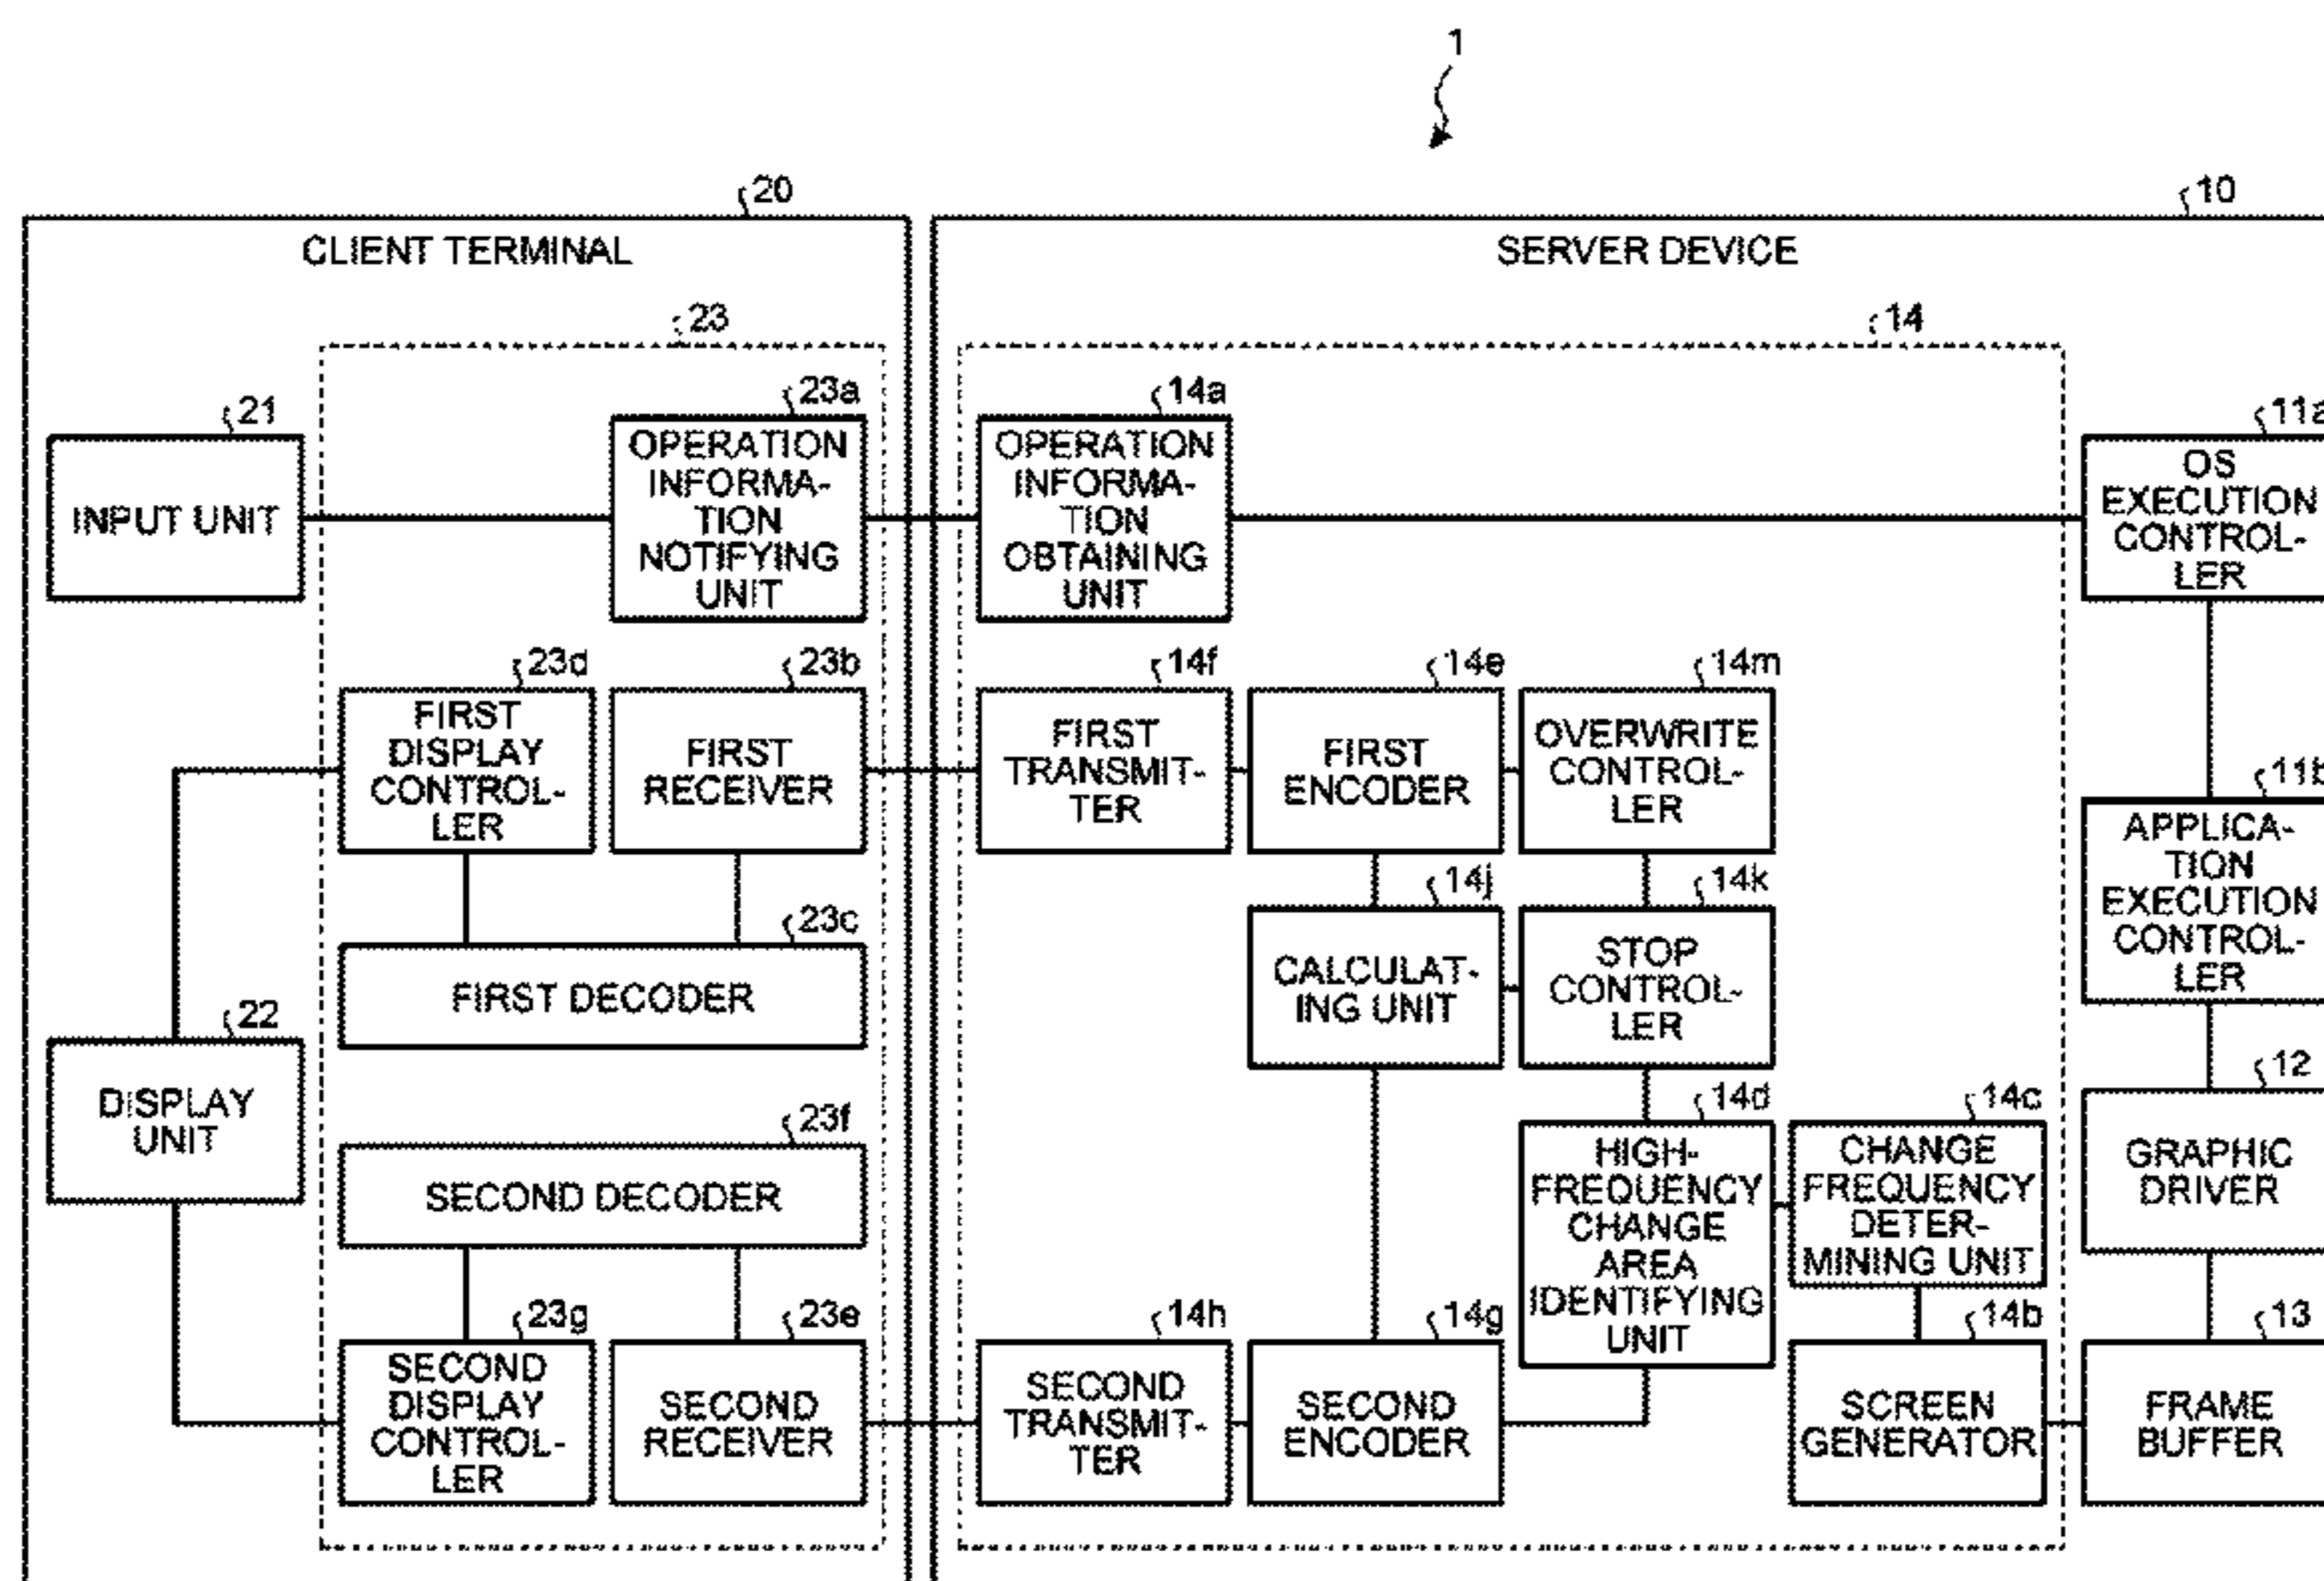 1
20
10
CLIENT TERMINAL
SERVER DEVICE
23
14
21
23a
14a
11a
INPUT UNIT
OPERATION
INFORMA-
TION
NOTIFYING
UNIT
OPERATION
INFORMA-
TION
OBTAINING
UNIT
OS
EXECUTION
CONTROL-
LER
23d
23b
14f
14e
14m
FIRST
DISPLAY
CONTROL-
LER
FIRST
RECEIVER
FIRST
TRANSMIT-
TER
FIRST
ENCODER
OVERWRITE
CONTROL-
LER
11b
APPLICA-
TION
EXECUTION
CONTROL-
LER
23c
14j
14k
FIRST DECODER
CALCULAT-
ING UNIT
STOP
CONTROL-
LER
22
DISPLAY
UNIT
12
GRAPHIC
DRIVER
23f
14d
14c
SECOND DECODER
HIGH-
FREQUENCY
CHANGE
AREA
IDENTIFYING
UNIT
CHANGE
FREQUENCY
DETER-
MINING UNIT
23g
23e
14h
14g
14b
13
SECOND
DISPLAY
CONTROL-
LER
SECOND
RECEIVER
SECOND
TRANSMIT-
TER
SECOND
ENCODER
SCREEN
GENERATOR
FRAME
BUFFER